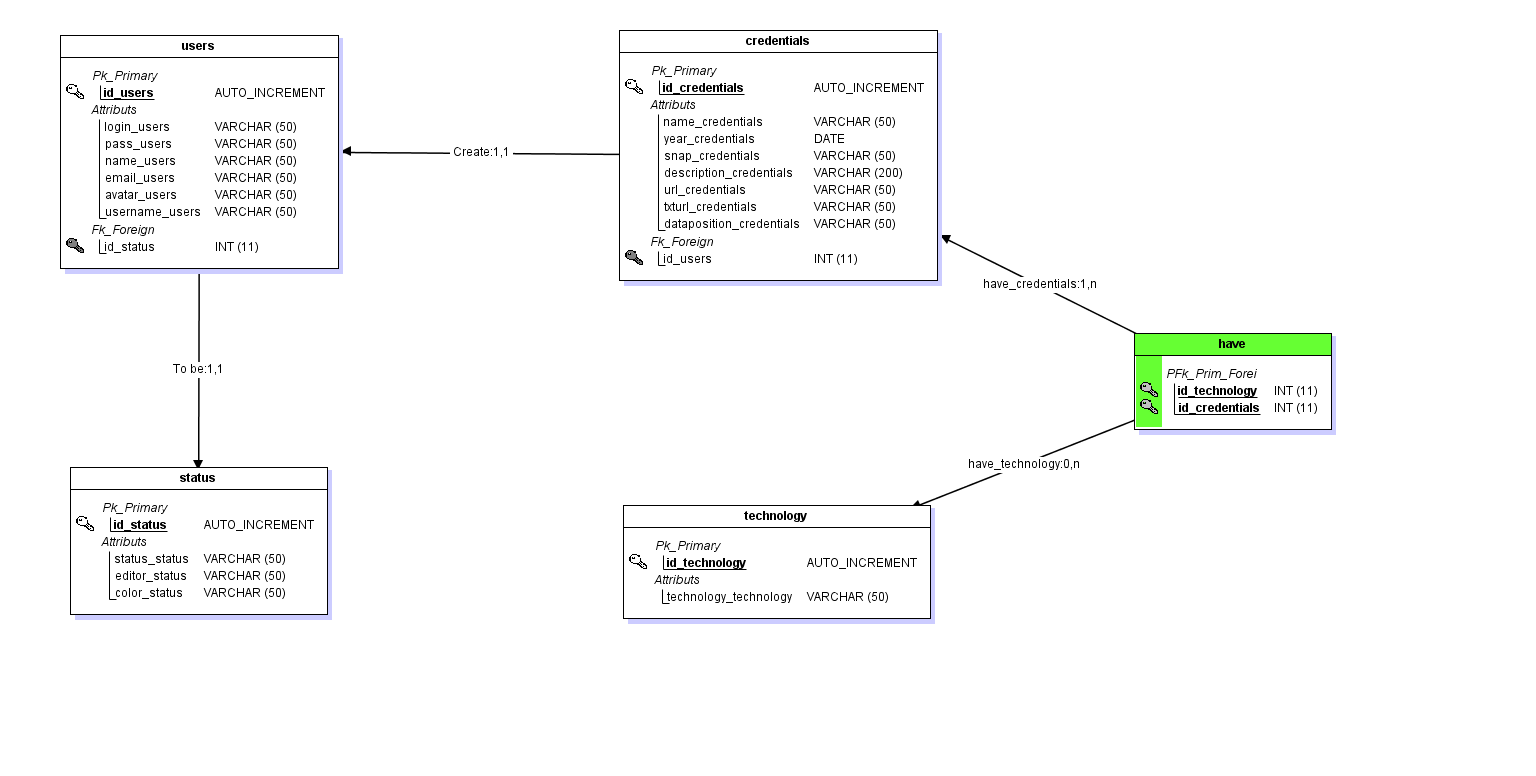 users
Pk_Primary
id_users AUTO_INCREMENT
Attributs
login_users VARCHAR (50)
pass_users VARCHAR (50)
name_users VARCHAR (50)
email_users VARCHAR (50)
avatar_users VARCHAR (50)
username_users VARCHAR (50)
Fk_Foreign
id_status INT (11)
Create:1,1
credentials
Pk_Primary
id_credentials AUTO_INCREMENT
Attributs
name_credentials VARCHAR (50)
year_credentials DATE
snap_credentials VARCHAR (50)
description_credentials VARCHAR (200)
url_credentials VARCHAR (50)
txturl_credentials VARCHAR (50)
dataposition_credentials VARCHAR (50)
Fk_Foreign
id_users INT (11)
have_credentials:1,n
have
PFk_Prim_Forei
id_technology INT (11)
id_credentials INT (11)
To be:1,1
have_technology:0,n
status
Pk_Primary
id_status AUTO_INCREMENT
Attributs
status_status VARCHAR (50)
editor_status VARCHAR (50)
color_status VARCHAR (50)
technology
Pk_Primary
id_technology AUTO_INCREMENT
Attributs
technology_technology VARCHAR (50)